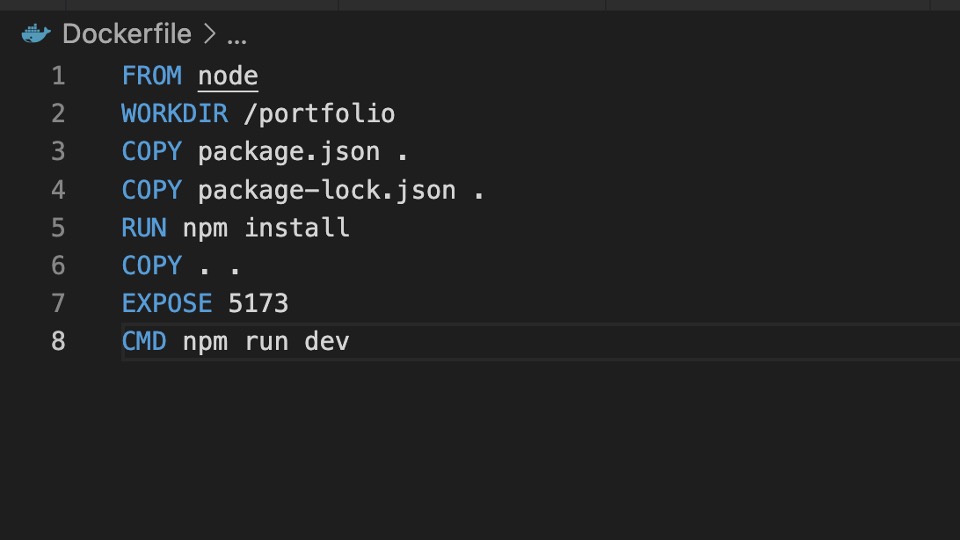 Dockerfile > ...
1 FROM node
2 WORKDIR /portfolio
3 COPY package.json .
4 COPY package-lock.json .
5 RUN npm install
6 COPY . .
7 EXPOSE 5173
8 CMD npm run dev